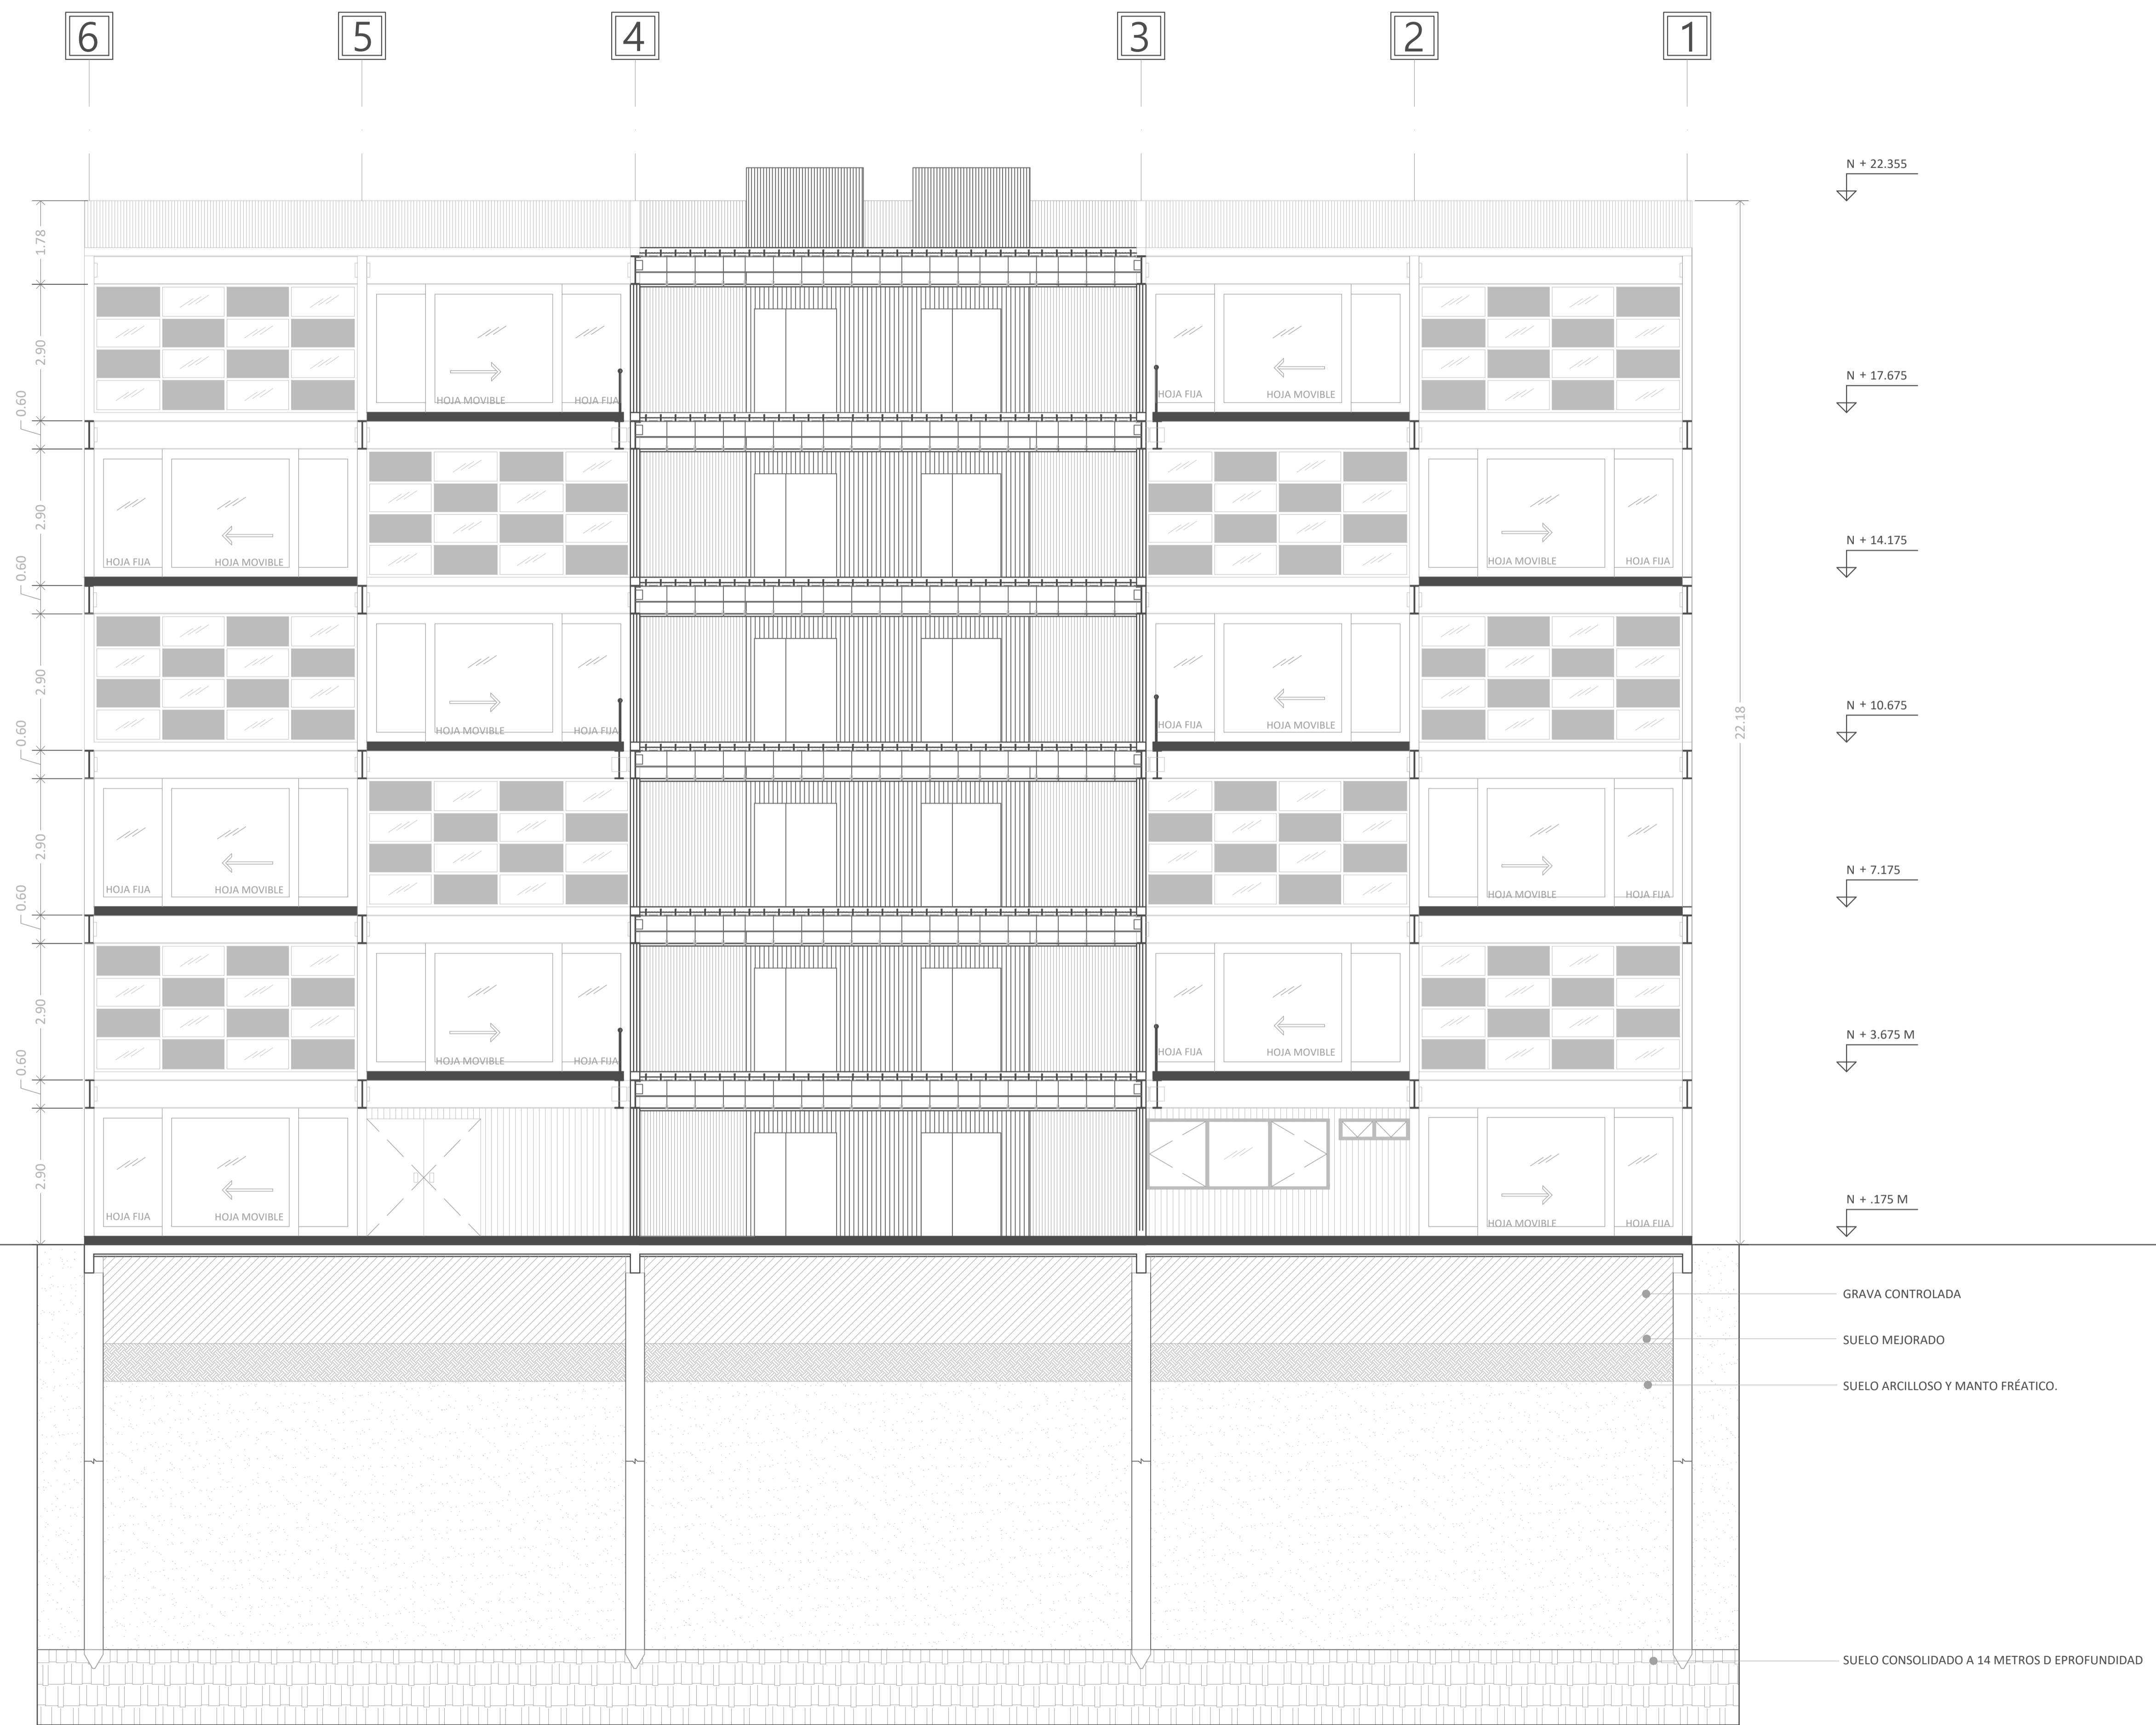 6 5 4 3 2 1
N + 22.355
1.78
2.90
N + 17.675
HOJA MOVIBLE HOJA FIJA HOJA FIJA HOJA MOVIBLE
0.60
2.90
N + 14.175
HOJA FIJA HOJA MOVIBLE HOJA MOVIBLE HOJA FIJA
0.60
2.90
N + 10.675
22.18
HOJA MOVIBLE HOJA FIJA HOJA FIJA HOJA MOVIBLE
0.60
2.90
N + 7.175
HOJA FIJA HOJA MOVIBLE HOJA MOVIBLE HOJA FIJA
0.60
2.90
N + 3.675 M
HOJA MOVIBLE HOJA FIJA HOJA FIJA HOJA MOVIBLE
0.60
2.90
N + .175 M
HOJA FIJA HOJA MOVIBLE HOJA MOVIBLE HOJA FIJA
GRAVA CONTROLADA
SUELO MEJORADO
SUELO ARCILLOSO Y MANTO FRÉATICO.
SUELO CONSOLIDADO A 14 METROS D EPROFUNDIDAD